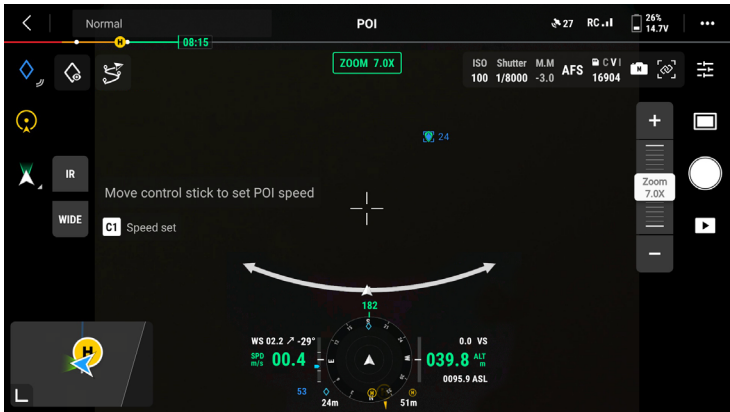 Normal
POI
27
RC
26%
14.7V
H
08:15
ZOOM 7.0X
ISO Shutter M.M
100 1/8000 -3.0
AFS
C V I
16904
M
24
IR
WIDE
Move control stick to set POI speed
C1 Speed set
+
Zoom
7.0X
−
182
WS 02.2 ↗ -29°
SPD
m/s
00.4
0.0 VS
039.8 ALT
m
0095.9 ASL
53
24m
51m
H
E
W
H
L